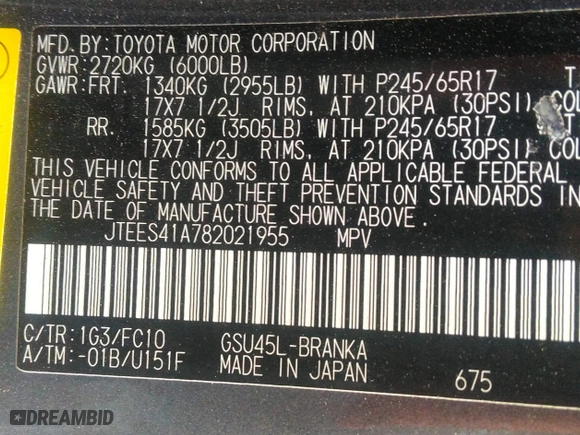 MFD.BY:TOYOTA MOTOR CORPORATION
GVWR:2720KG (6000LB)
GAWR:FRT. 1340KG (2955LB) WITH P245/65R17
17X7 1/2J RIMS, AT 210KPA (30PSI) COL
RR. 1585KG (3505LB) WITH P245/65R17
17X7 1/2J RIMS, AT 210KPA (30PSI) COL
THIS VEHICLE CONFORMS TO ALL APPLICABLE FEDERAL
VEHICLE SAFETY AND THEFT PREVENTION STANDARDS IN
THE DATE OF MANUFACTURE SHOWN ABOVE.
JTEES41A782021955 MPV
C/TR:1G3/FC10 GSU45L-BRANKA
A/TM:-01B/U151F MADE IN JAPAN 675
DREAMBID